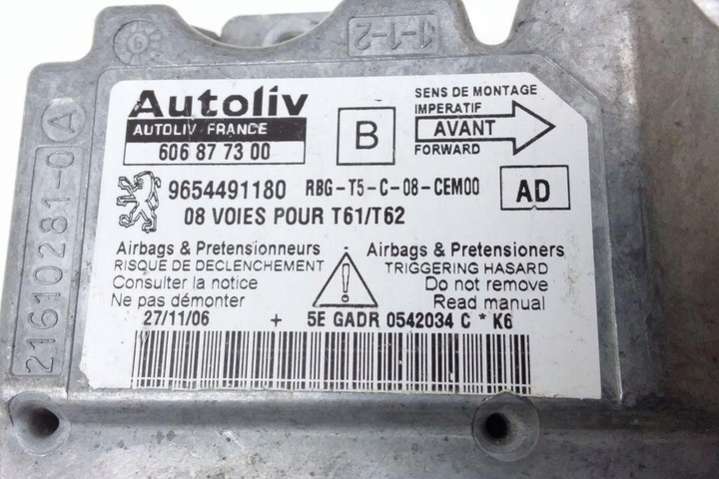 1-1-2
Autoliv
AUTOLIV FRANCE
606 87 73 00
B
SENS DE MONTAGE
IMPERATIF
AVANT
FORWARD
9654491180 RBG-T5-C-08-CEM00
AD
08 VOIES POUR T61/T62
Airbags & Pretensionneurs
RISQUE DE DECLENCHEMENT
Consulter la notice
Ne pas démonter
!
Airbags & Pretensioners
TRIGGERING HASARD
Do not remove
Read manual
27/11/06 + 5E GADR 0542034 C * K6
21610281-0 A